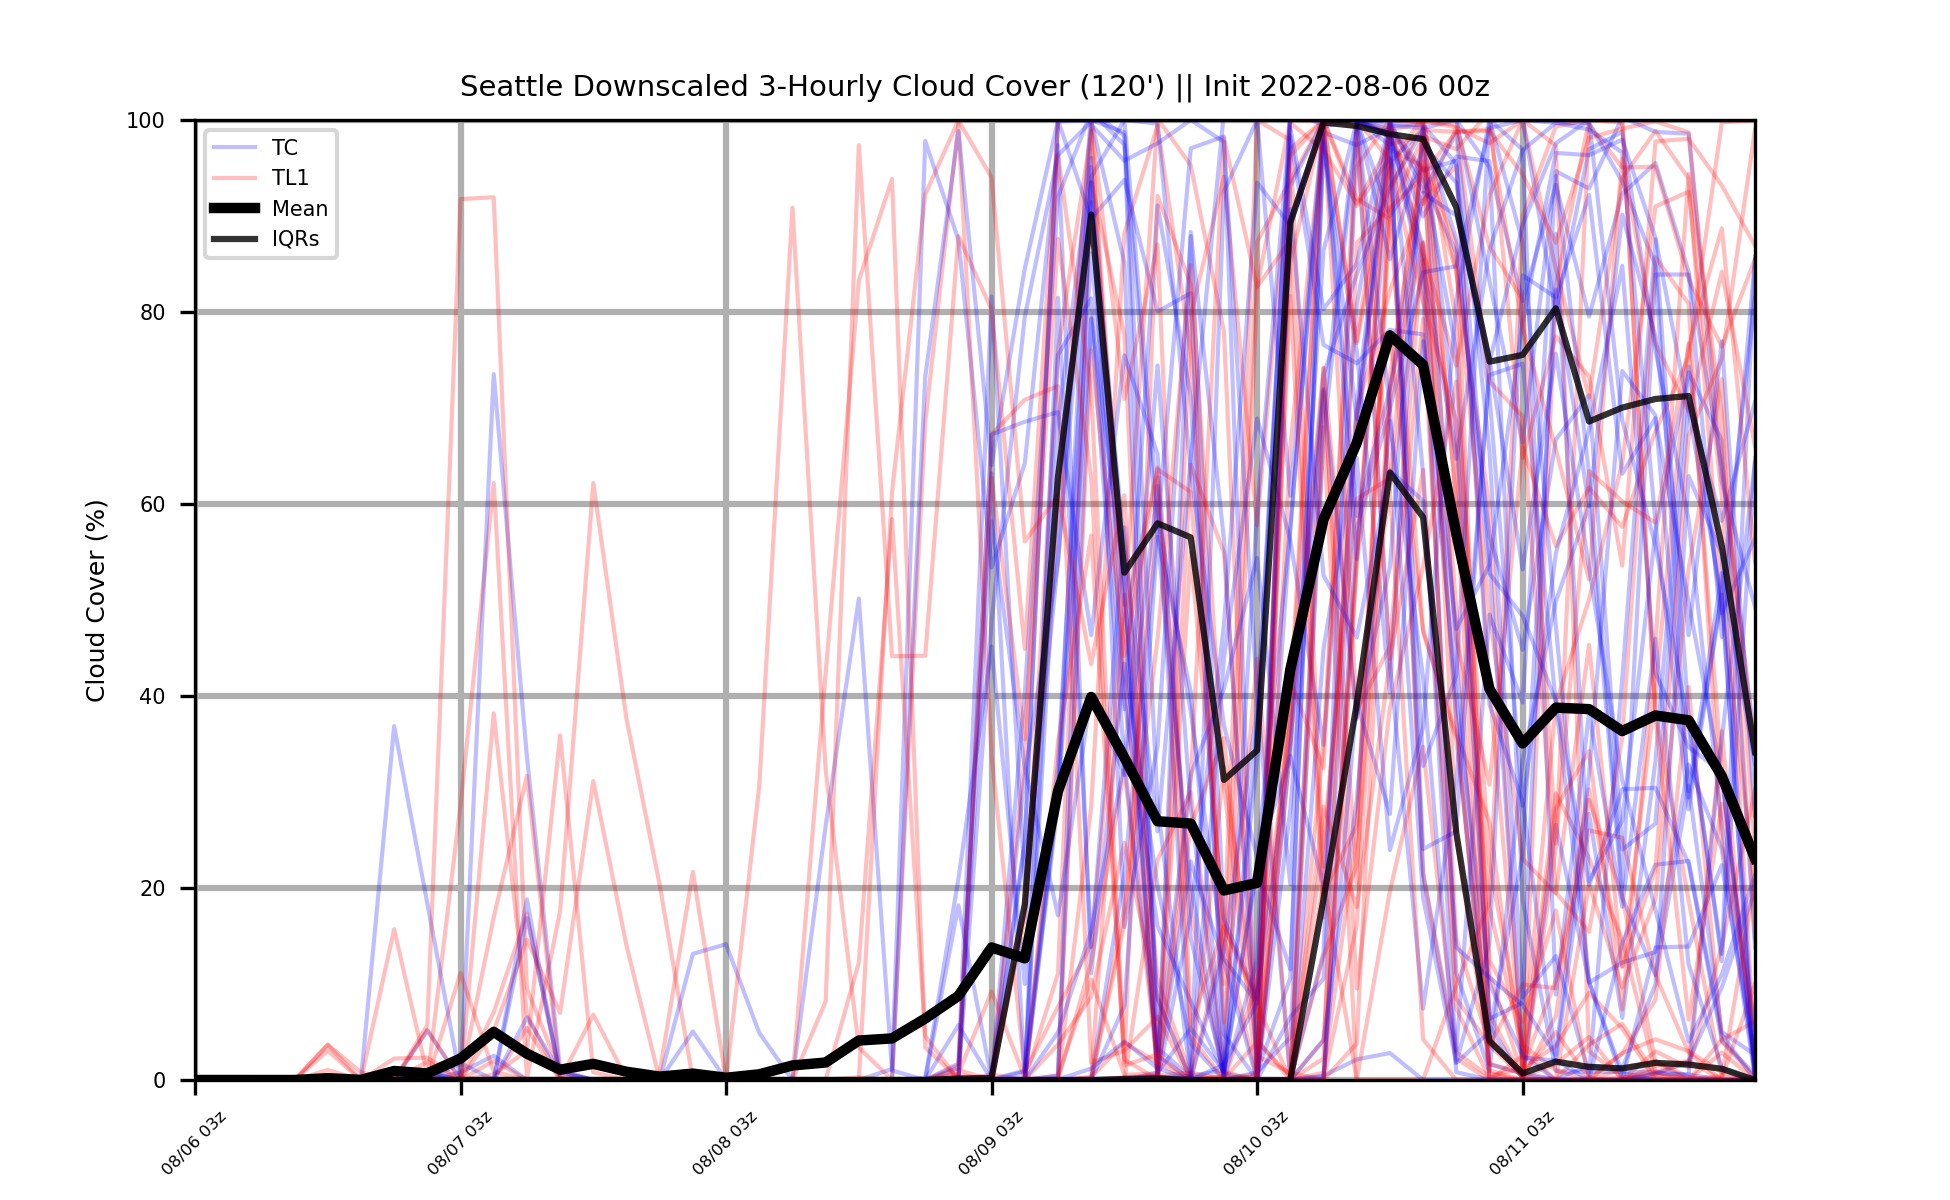 Seattle Downscaled 3-Hourly Cloud Cover (120') || Init 2022-08-06 00z
TC
TL1
Mean
IQRs
Cloud Cover (%)
100
80
60
40
20
0
08/06 03z
08/07 03z
08/08 03z
08/09 03z
08/10 03z
08/11 03z